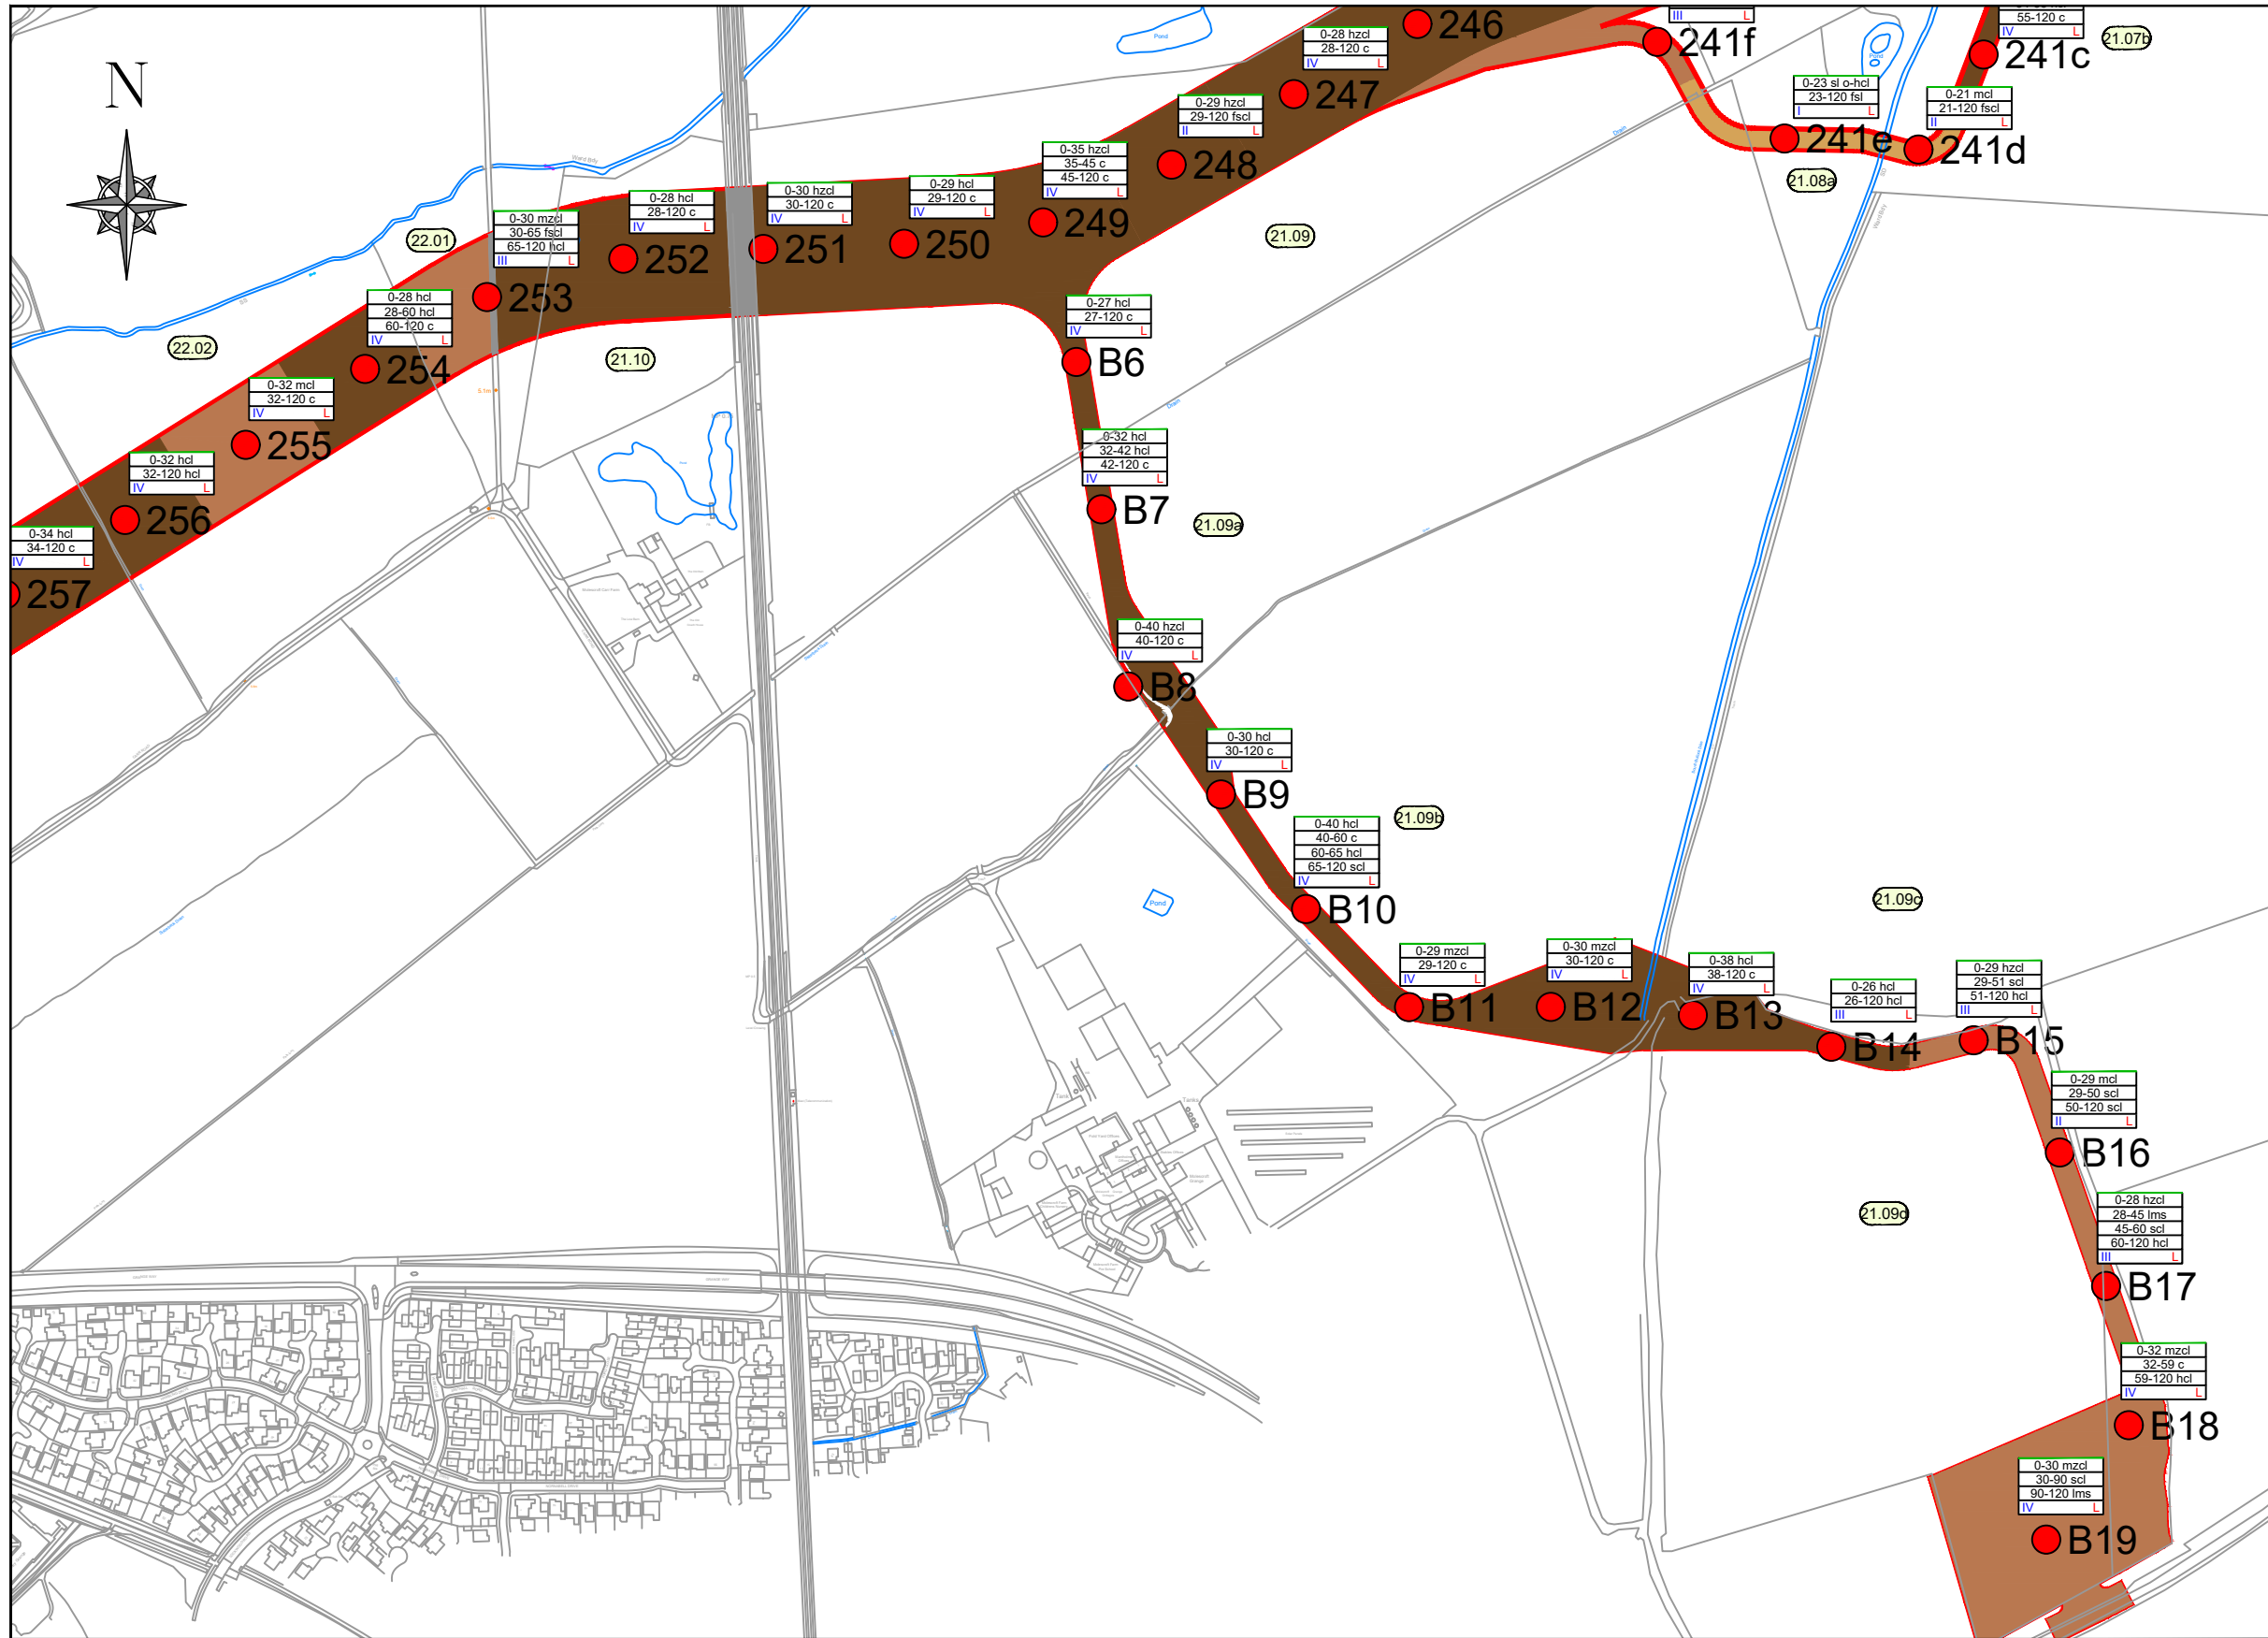 N
III L
246
0-28 hzcl
28-120 c
IV L
247
241f
55-120 c
IV L
241c
21.07b
Pond
0-23 sl o-hcl
23-120 fsl
I L
241e
0-21 mcl
21-120 fscl
II L
241d
21.08a
0-29 hzcl
29-120 fscl
II L
248
0-35 hzcl
35-45 c
45-120 c
IV L
249
0-29 hcl
29-120 c
IV L
250
0-30 hzcl
30-120 c
IV L
251
0-28 hcl
28-120 c
IV L
252
0-30 mzcl
30-65 fscl
65-120 hcl
III L
253
22.01
21.09
Ward Bdy
Drain
22.02
0-28 hcl
28-60 hcl
60-120 c
IV L
254
21.10
0-27 hcl
27-120 c
IV L
B6
Drain
0-32 mcl
32-120 c
IV L
255
0-32 hcl
32-42 hcl
42-120 c
IV L
B7
21.09a
0-32 hcl
32-120 hcl
IV L
256
0-34 hcl
34-120 c
IV L
257
0-40 hzcl
40-120 c
IV L
B8
0-30 hcl
30-120 c
IV L
B9
0-40 hcl
40-60 c
60-65 hcl
65-120 scl
IV L
B10
21.09b
Pond
21.09c
0-29 mzcl
29-120 c
IV L
B11
0-30 mzcl
30-120 c
IV L
B12
0-38 hcl
38-120 c
IV L
B13
0-26 hcl
26-120 hcl
III L
B14
0-29 hzcl
29-51 scl
51-120 hcl
III L
B15
0-29 mcl
29-50 scl
50-120 scl
II L
B16
Tank
Tanks
0-28 hzcl
28-45 lms
45-60 scl
60-120 hcl
III L
B17
21.09d
0-32 mzcl
32-59 c
59-120 hcl
IV L
B18
0-30 mzcl
30-90 scl
90-120 lms
IV L
B19